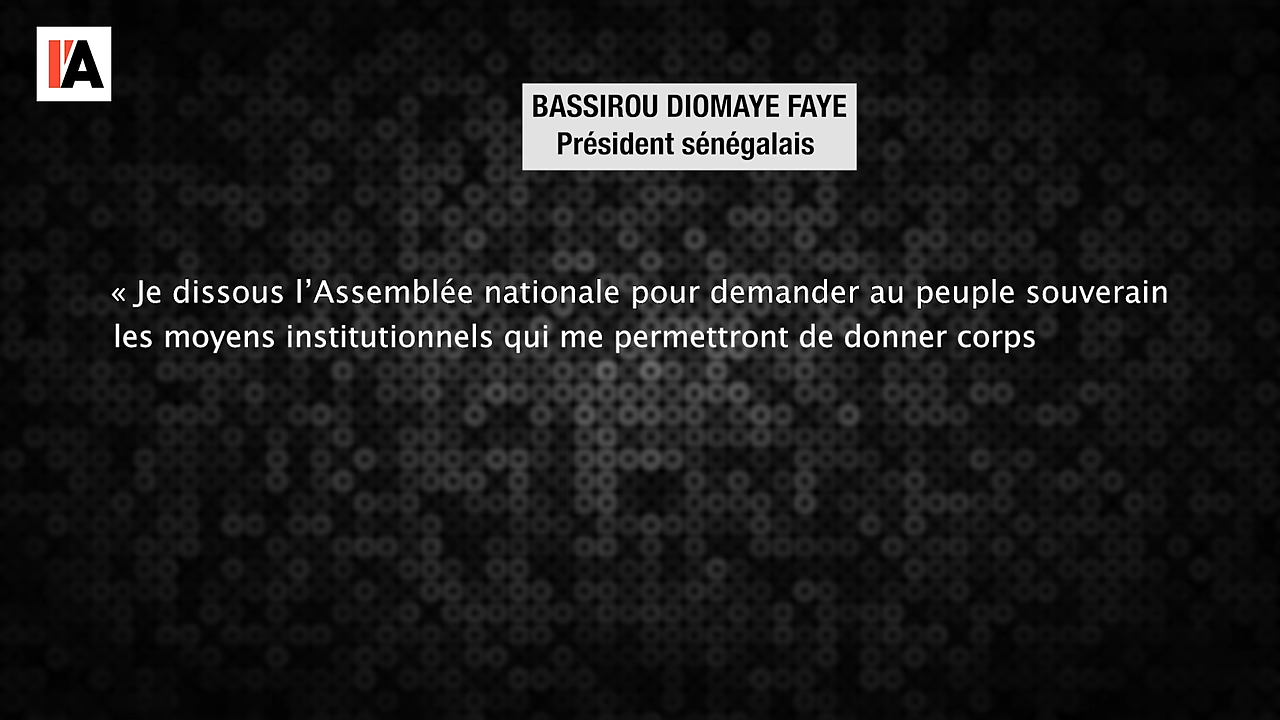 IA
BASSIROU DIOMAYE FAYE
Président sénégalais
« Je dissous l’Assemblée nationale pour demander au peuple souverain
les moyens institutionnels qui me permettront de donner corps